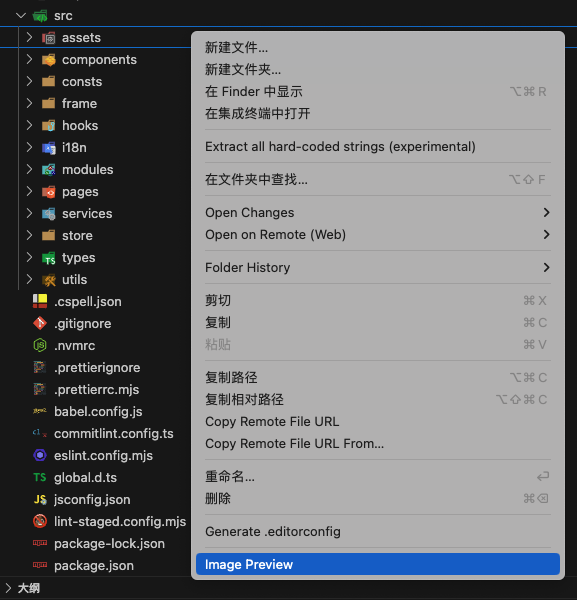 src
assets
components
consts
frame
hooks
i18n
modules
pages
services
store
types
utils
.cspell.json
.gitignore
.nvmrc
.prettierignore
.prettierrc.mjs
babel.config.js
commitlint.config.ts
eslint.config.mjs
TS global.d.ts
JS jsconfig.json
lint-staged.config.mjs
package-lock.json
package.json
大纲
新建文件...
新建文件夹...
在 Finder 中显示 ⌥⌘R
在集成终端中打开
Extract all hard-coded strings (experimental)
在文件夹中查找... ⌥⇧F
Open Changes
Open on Remote (Web)
Folder History
剪切 ⌘X
复制 ⌘C
粘贴 ⌘V
复制路径 ⌥⌘C
复制相对路径 ⌥⇧⌘C
Copy Remote File URL
Copy Remote File URL From...
重命名... ⏎
删除 ⌘⌫
Generate .editorconfig
Image Preview